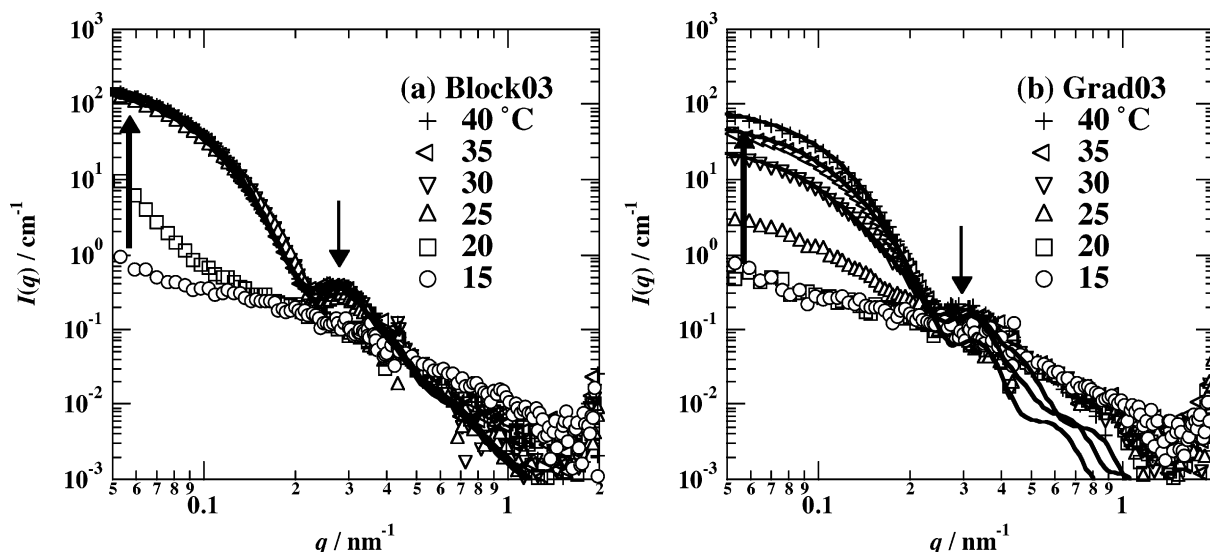 10³
10²
10¹
10⁰
10⁻¹
10⁻²
10⁻³
I(q) / cm⁻¹
(a) Block03
40 ˚C
35
30
25
20
15
5 6 7 8 9 2 3 4 5 6 7 8 9 2
0.1 1
q / nm⁻¹
10³
10²
10¹
10⁰
10⁻¹
10⁻²
10⁻³
I(q) / cm⁻¹
(b) Grad03
40 ˚C
35
30
25
20
15
5 6 7 8 9 2 3 4 5 6 7 8 9
0.1 1
q / nm⁻¹